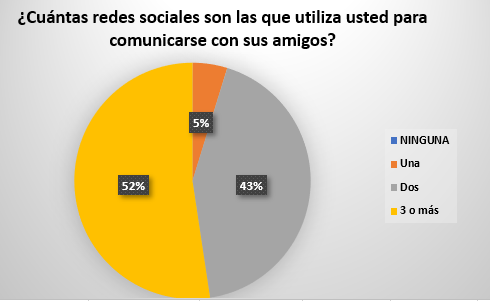 ¿Cuántas redes sociales son las que utiliza usted para
comunicarse con sus amigos?
5%
52%
43%
NINGUNA
Una
Dos
3 o más